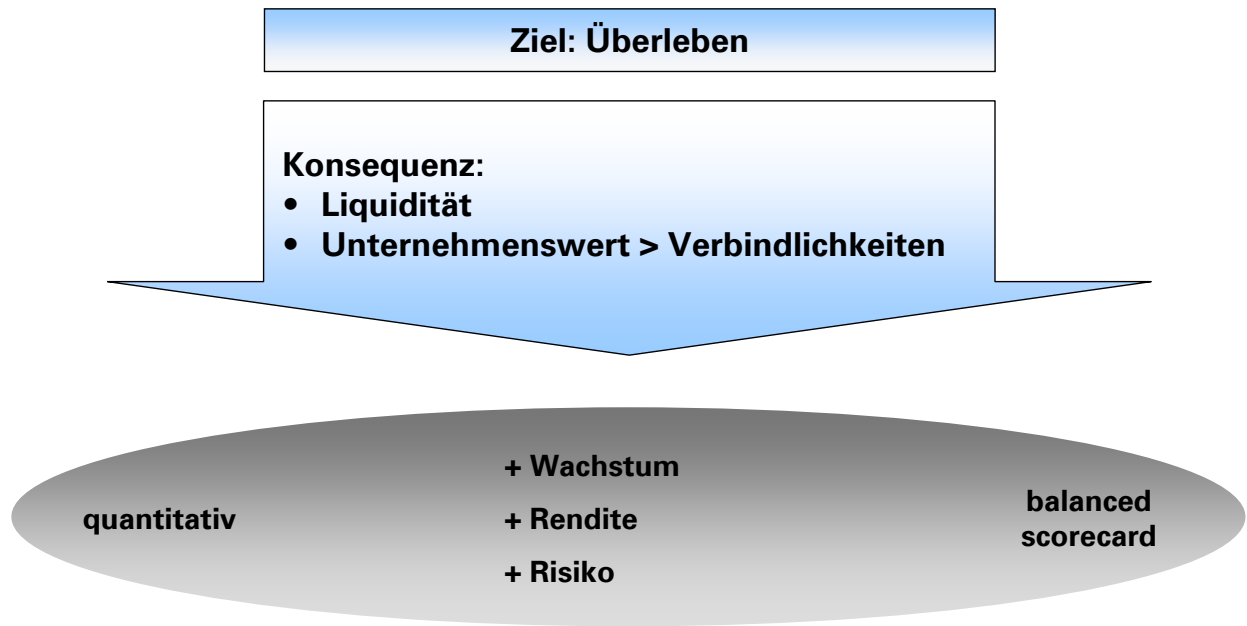 Ziel: Überleben
Konsequenz:
• Liquidität
• Unternehmenswert > Verbindlichkeiten
+ Wachstum
quantitativ
+ Rendite
balanced
scorecard
+ Risiko